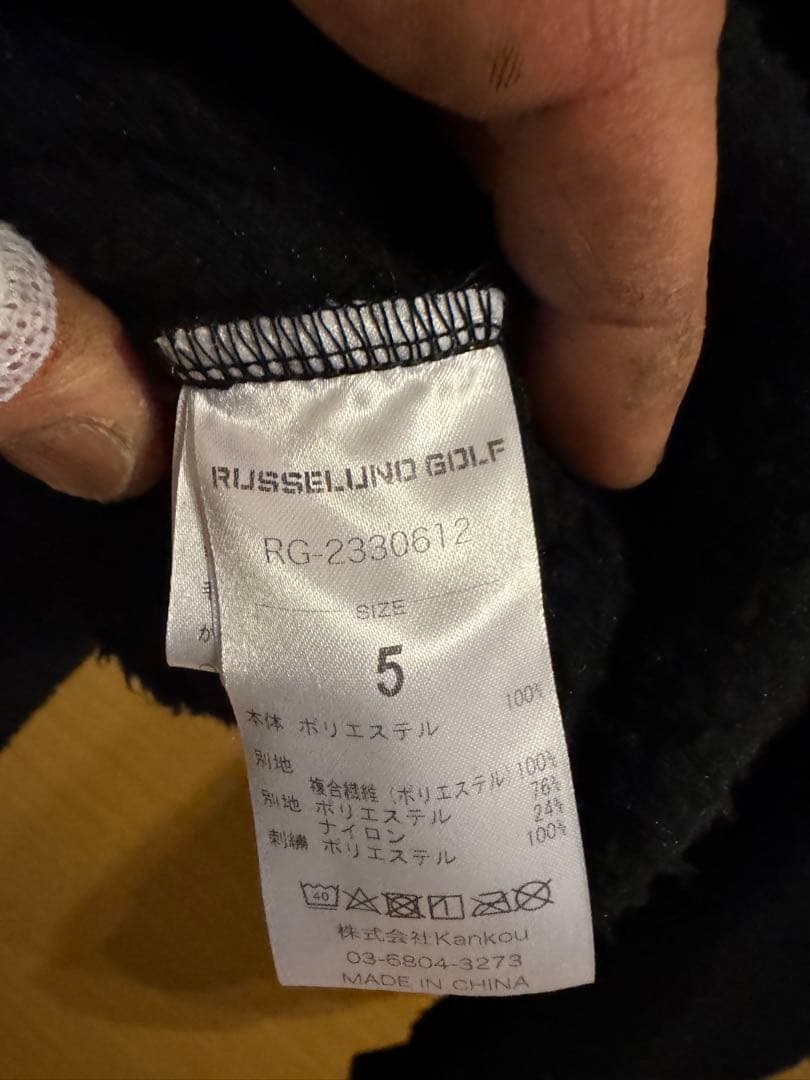 RUSSELUNO GOLF
RG-2330612
SIZE
5
本体 ポリエステル 100%
別地 複合繊維(ポリエステル) 100%
別地 ポリエステル 76%
ナイロン 24%
刺繍 ポリエステル 100%
40
株式会社Kankou
03-6804-3273
MADE IN CHINA